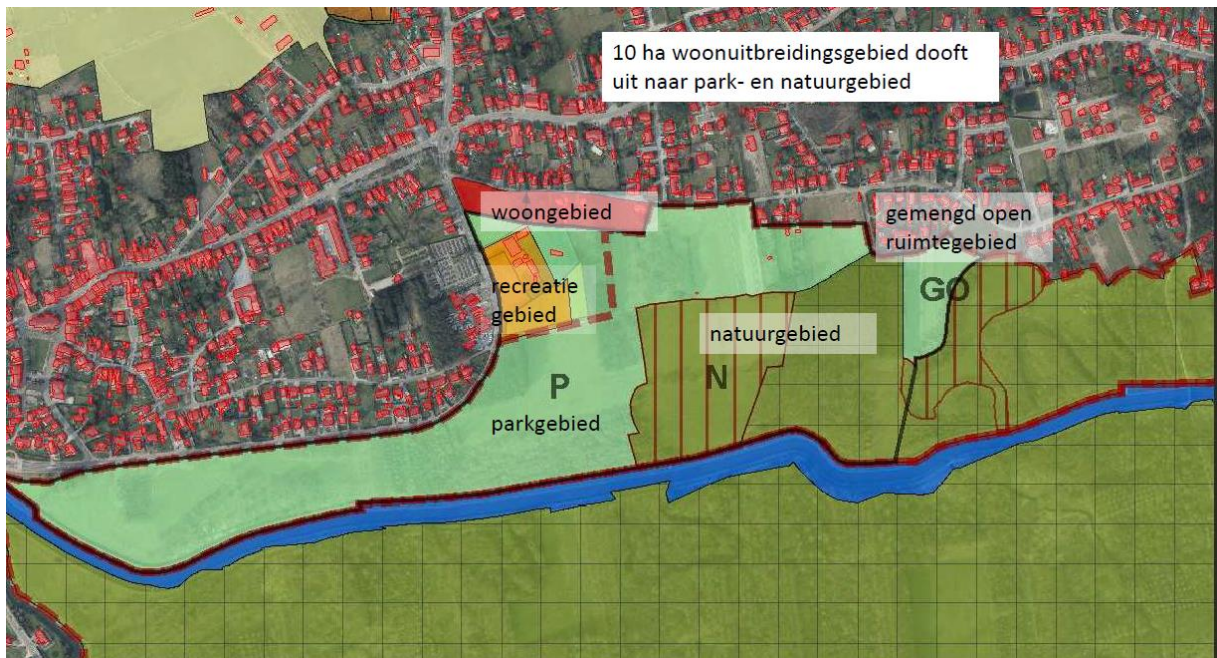 10 ha woonuitbreidingsgebied dooft
uit naar park- en natuurgebied
woongebied
gemengd open
ruimtegebied
recreatie
gebied
GO
natuurgebied
P
N
parkgebied